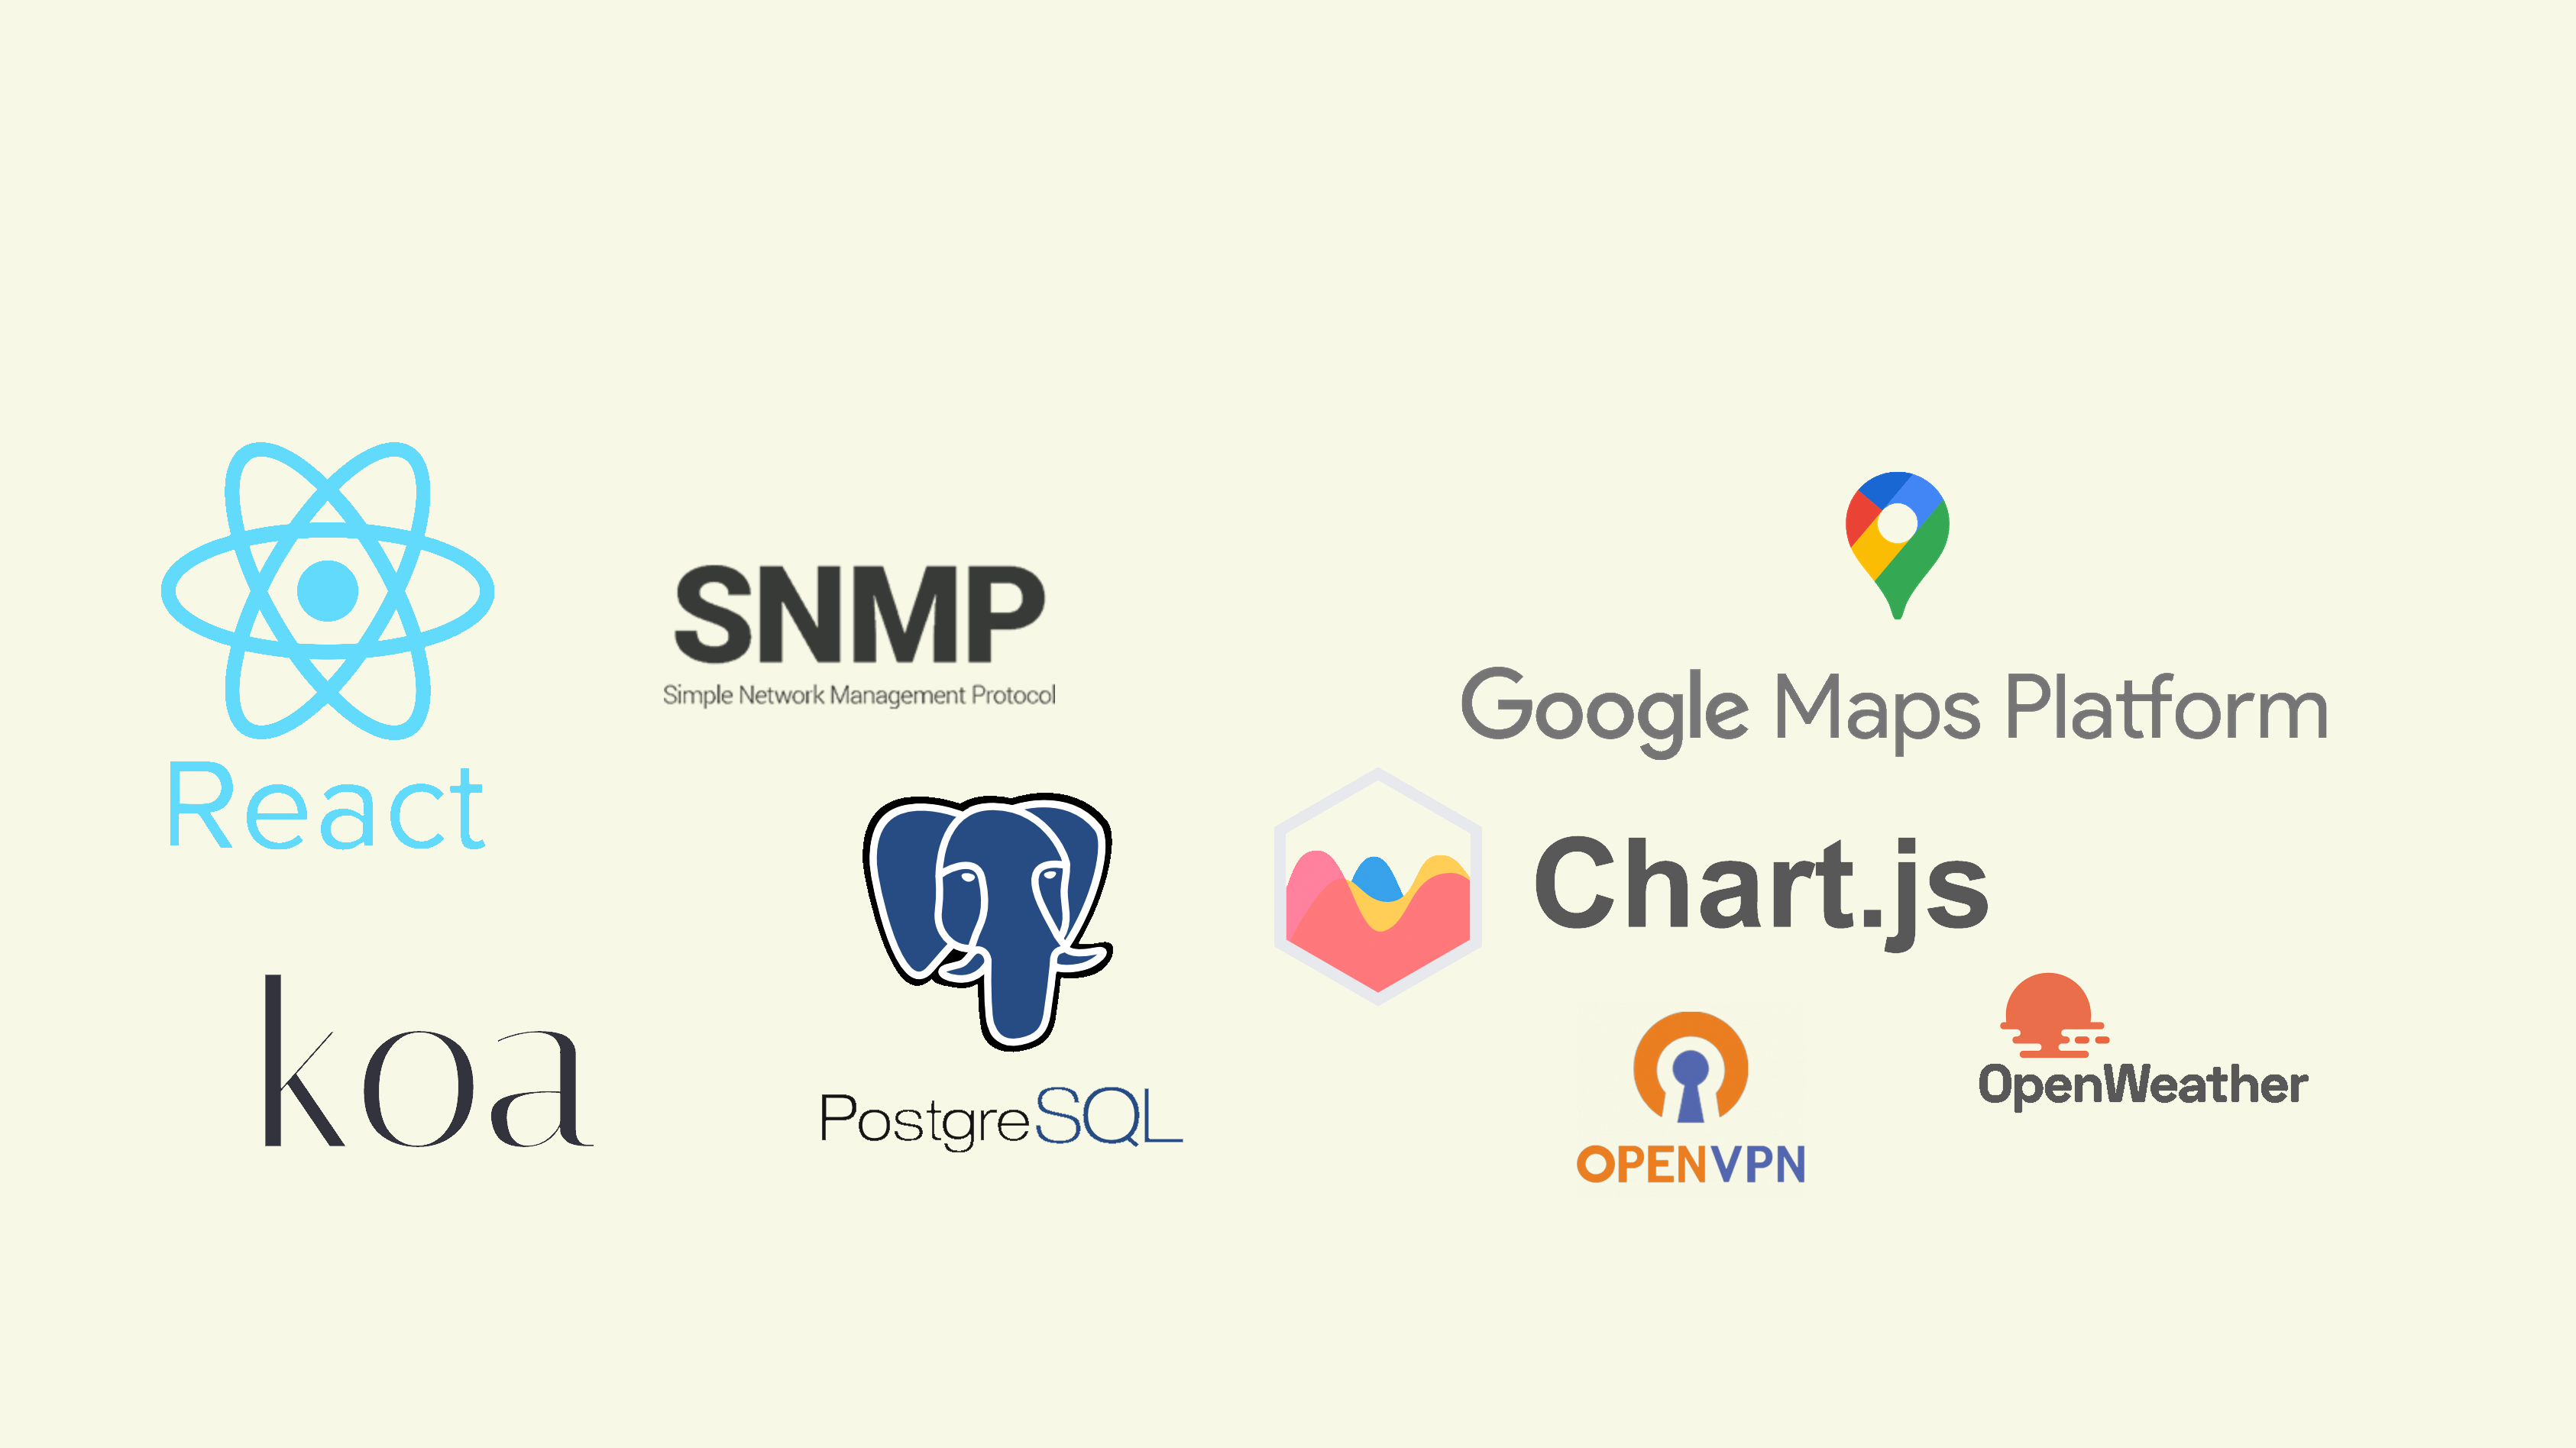 React
SNMP
Simple Network Management Protocol
Google Maps Platform
Chart.js
koa
PostgreSQL
OPENVPN
OpenWeather